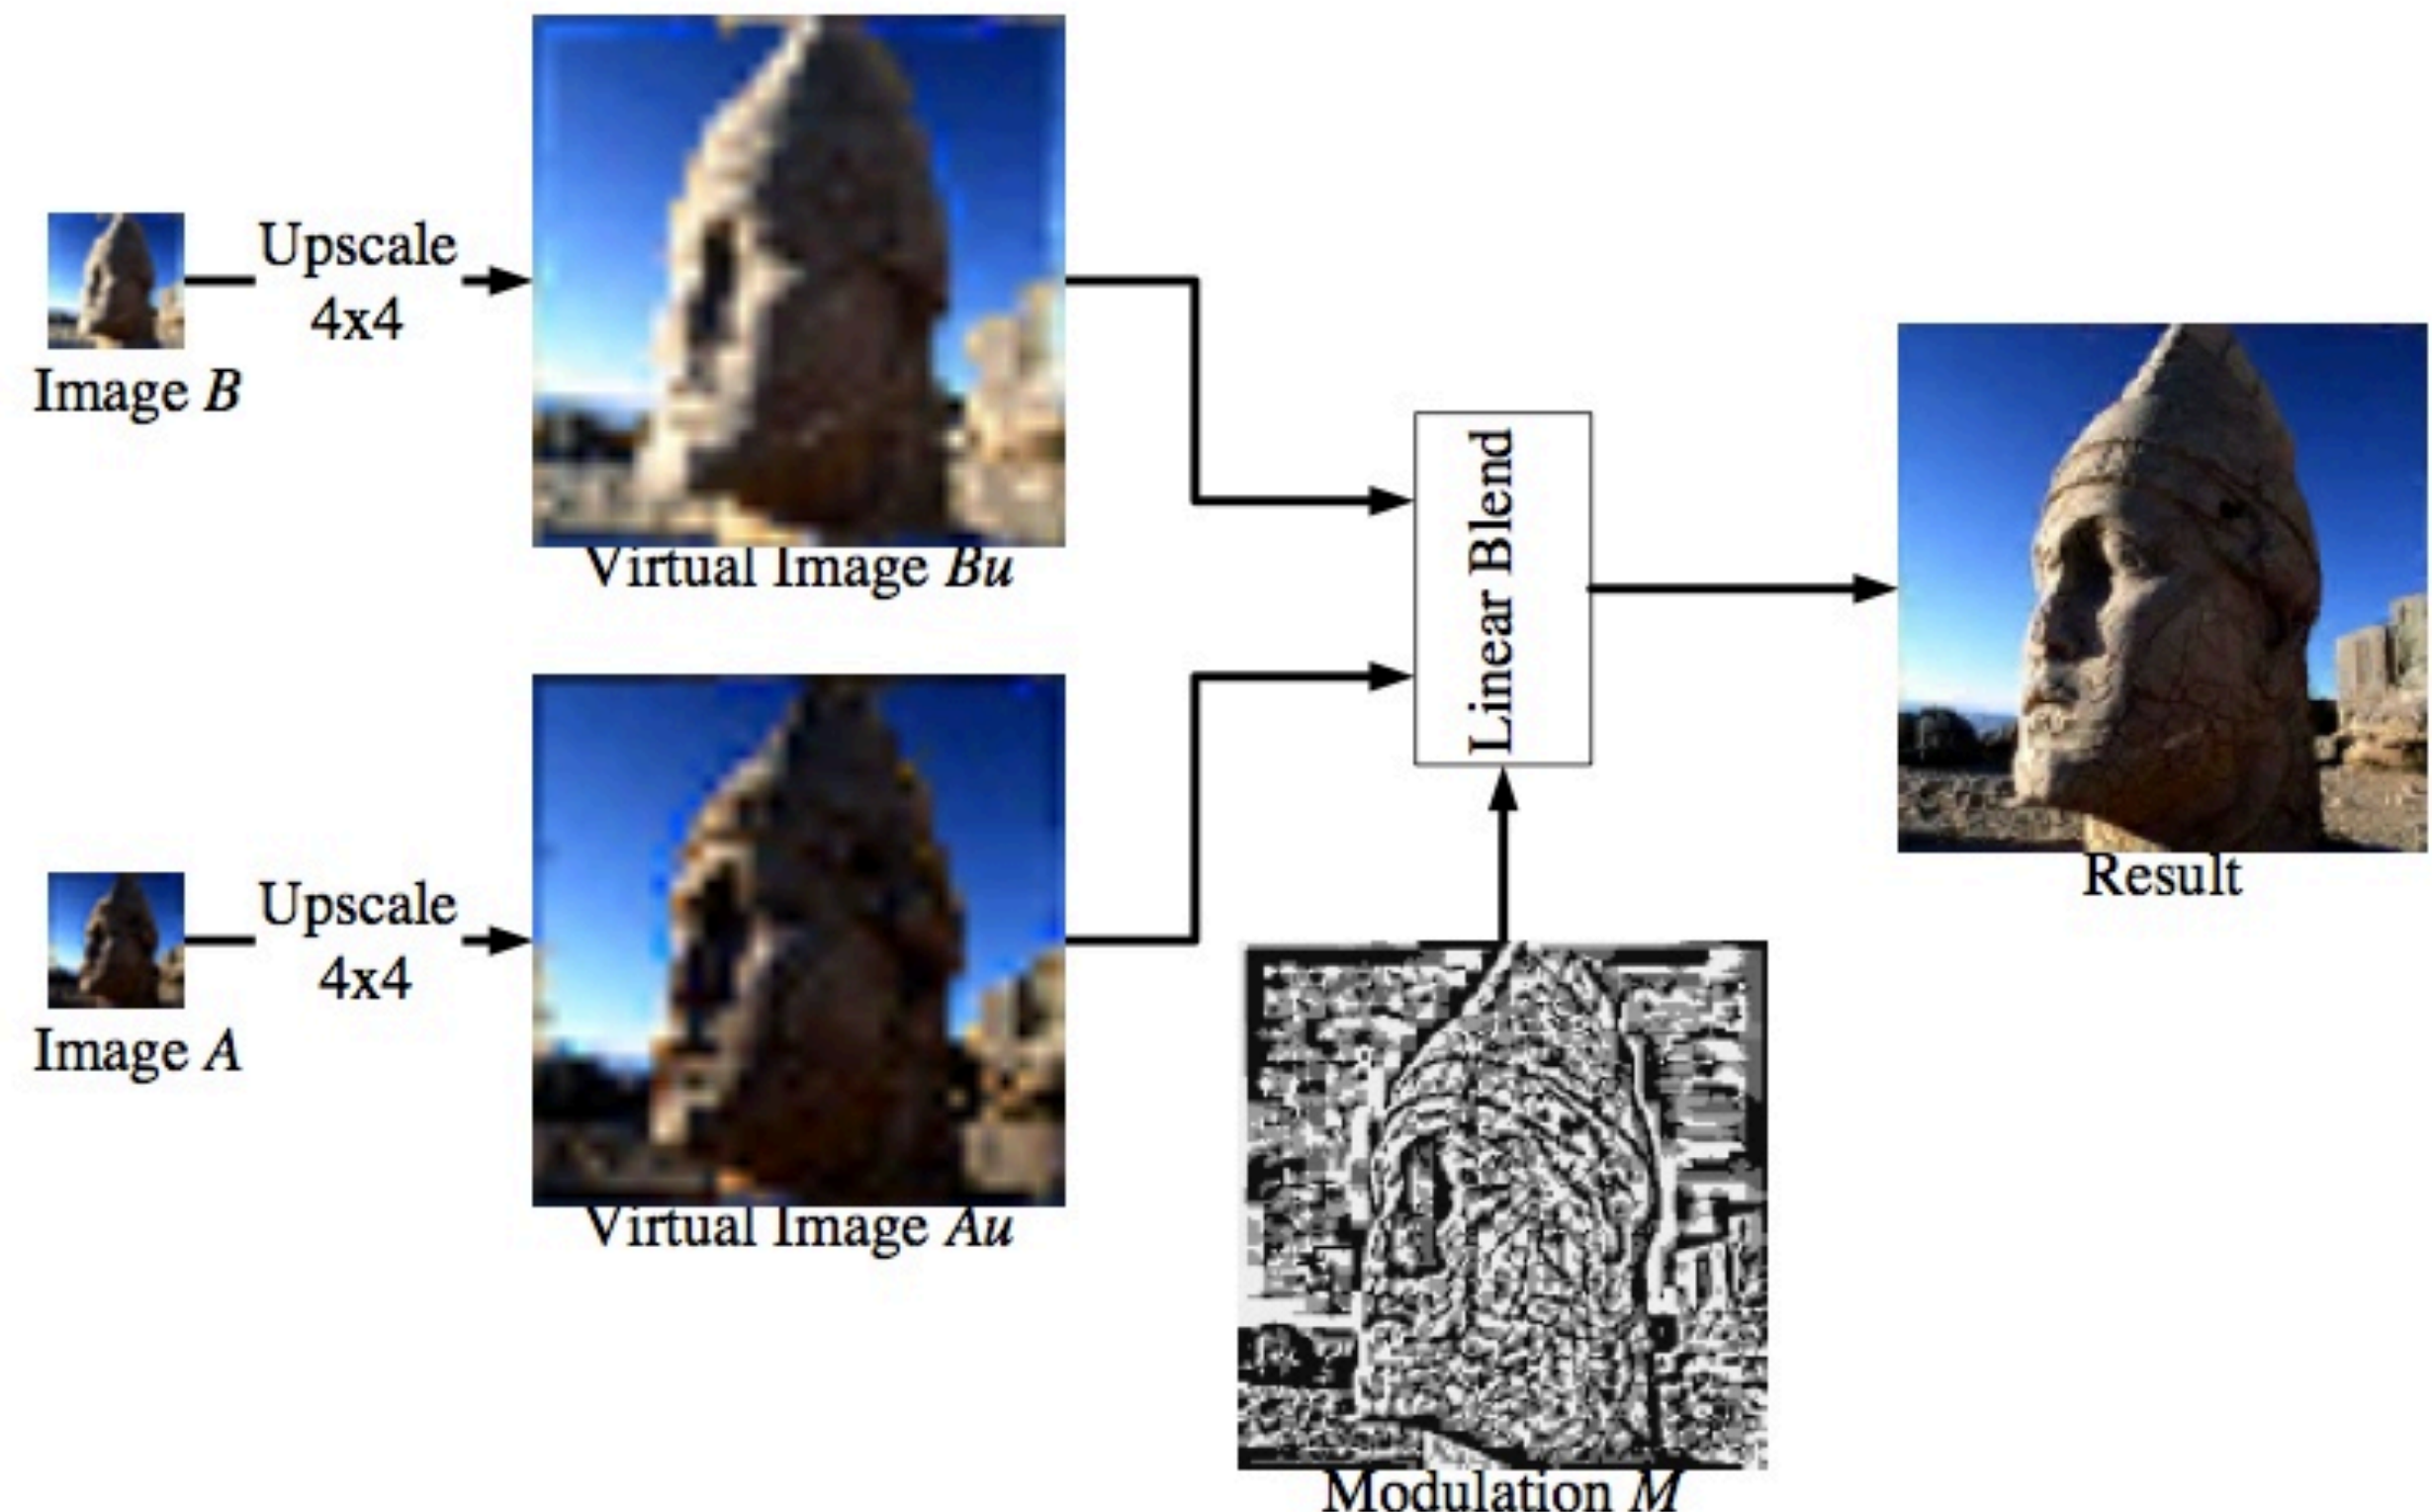 Upscale
4x4
Image B
Virtual Image Bu
Linear Blend
Result
Upscale
4x4
Image A
Virtual Image Au
Modulation M